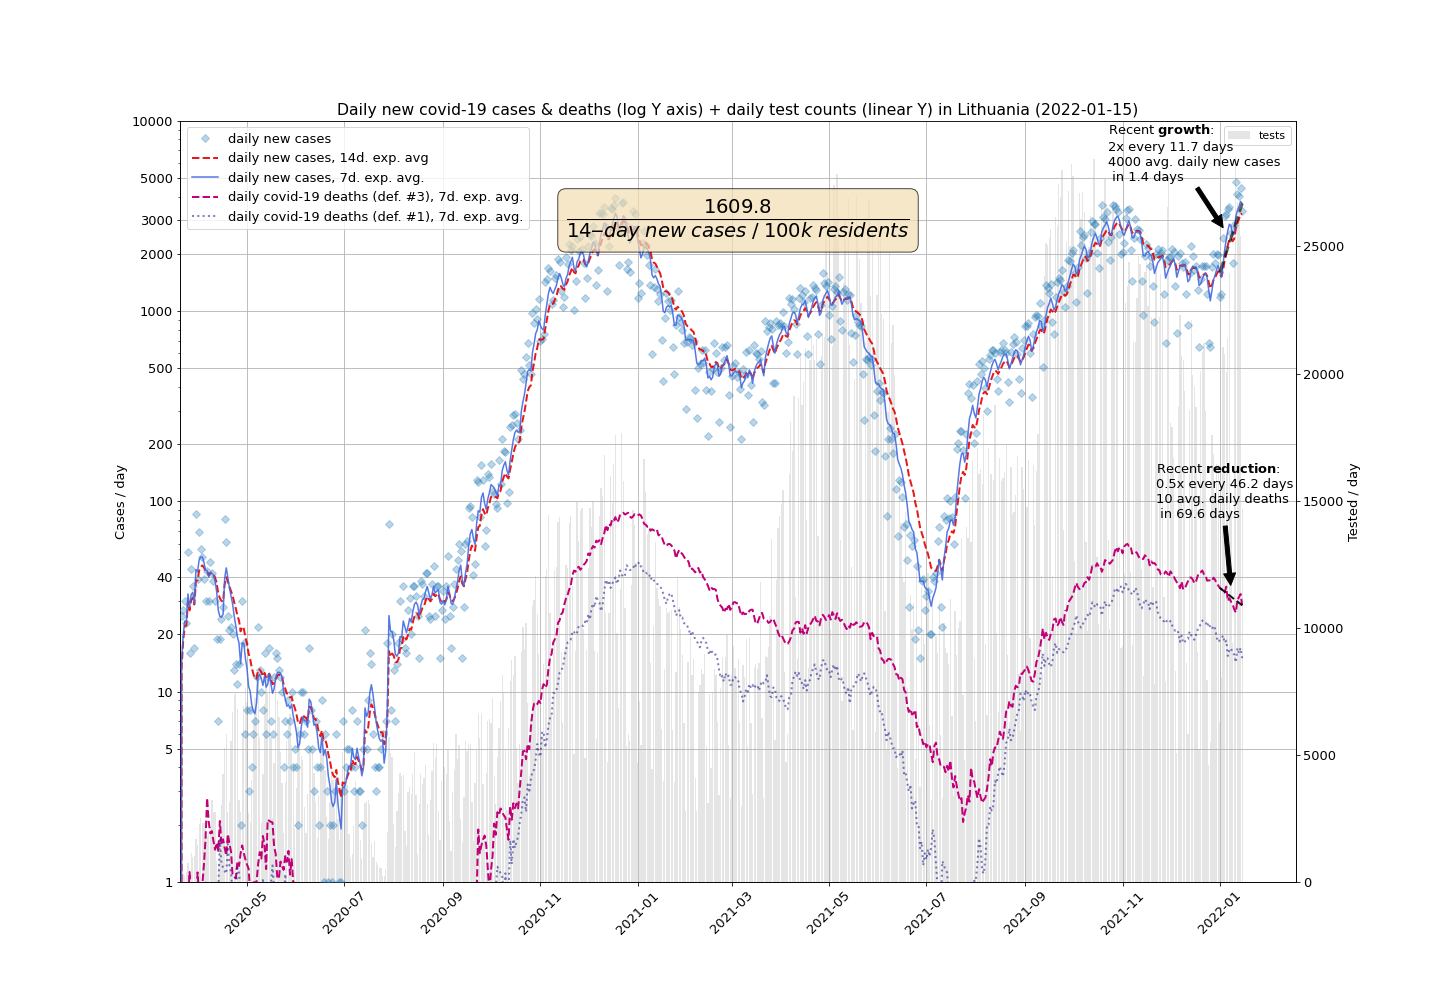 Daily new covid-19 cases & deaths (log Y axis) + daily test counts (linear Y) in Lithuania (2022-01-15)
daily new cases
daily new cases, 14d. exp. avg
daily new cases, 7d. exp. avg.
daily covid-19 deaths (def. #3), 7d. exp. avg.
daily covid-19 deaths (def. #1), 7d. exp. avg.
1609.8
14−day new cases / 100k residents
tests
Recent growth:
2x every 11.7 days
4000 avg. daily new cases
in 1.4 days
Recent reduction:
0.5x every 46.2 days
10 avg. daily deaths
in 69.6 days
Cases / day
10000
5000
3000
2000
1000
500
200
100
40
20
10
5
1
Tested / day
25000
20000
15000
10000
5000
0
2020-05
2020-07
2020-09
2020-11
2021-01
2021-03
2021-05
2021-07
2021-09
2021-11
2022-01